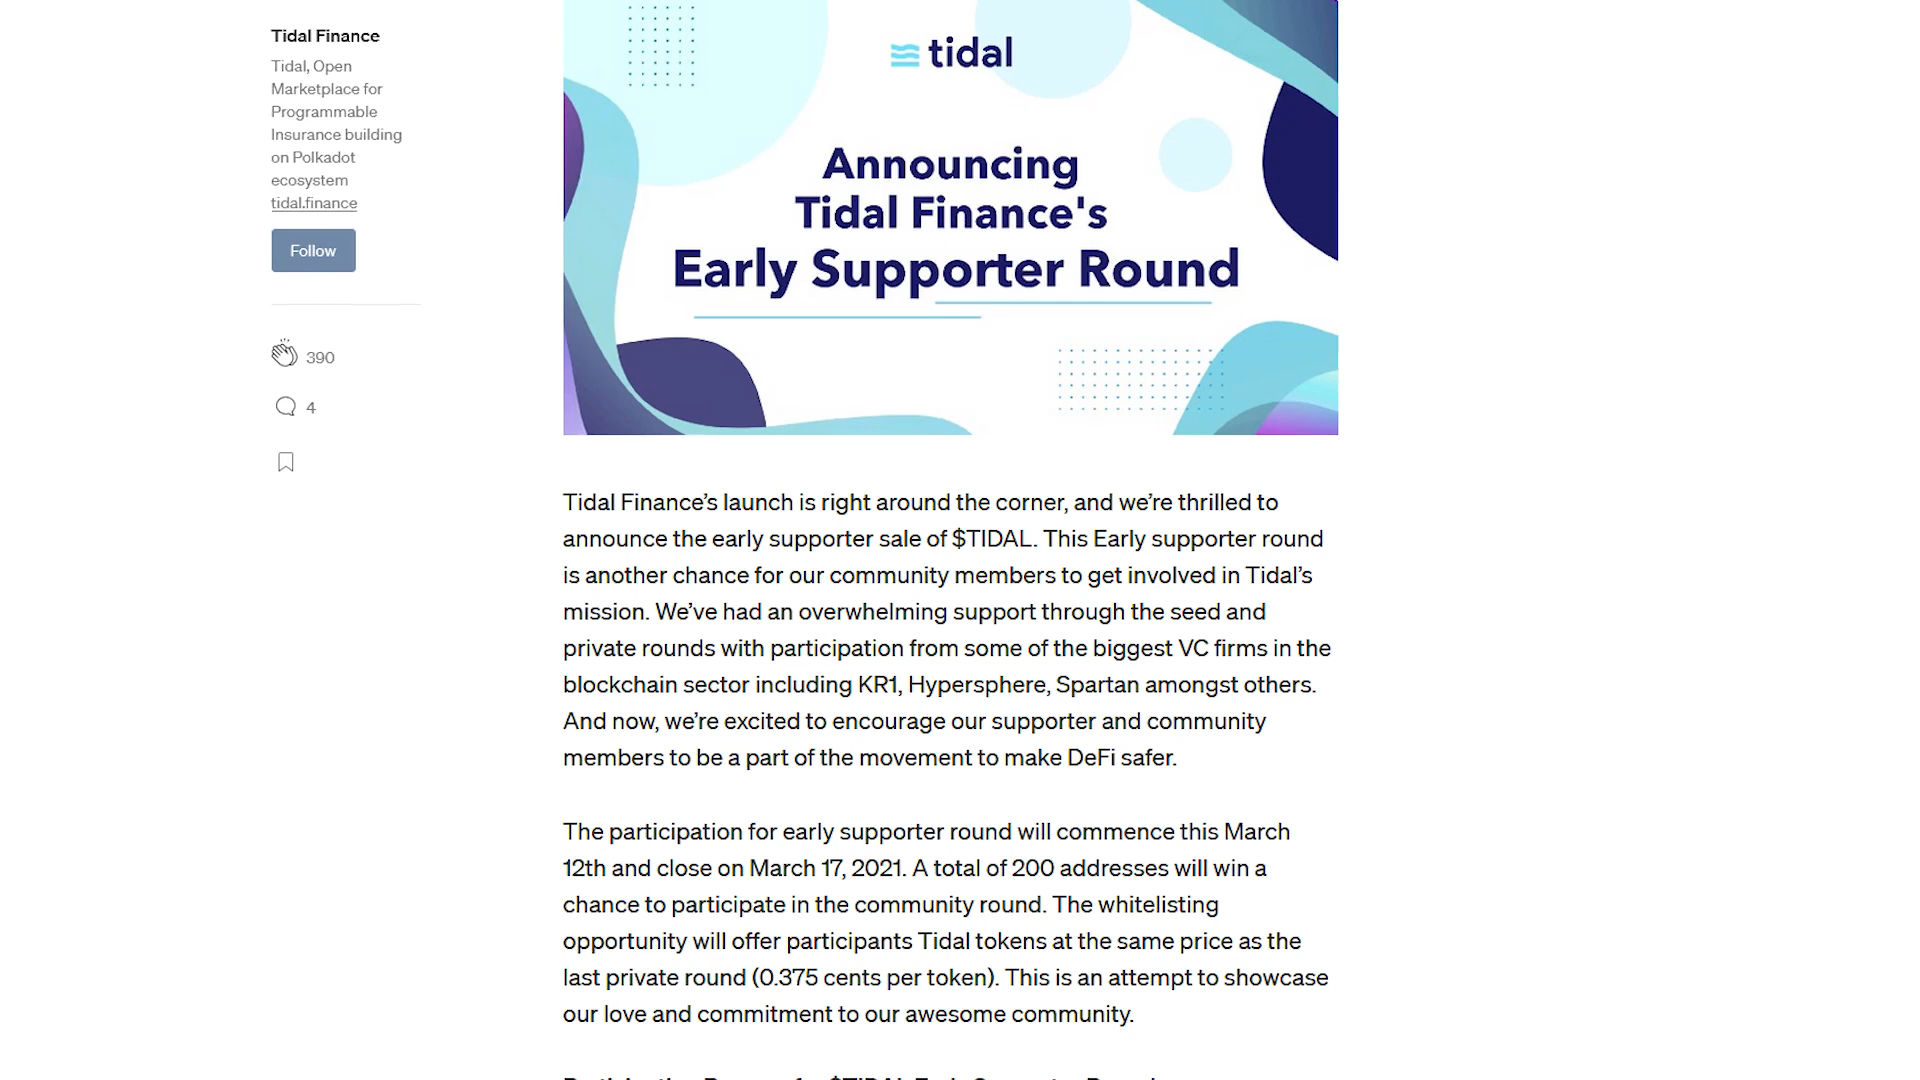 Tidal Finance
Tidal, Open
Marketplace for
Programmable
Insurance building
on Polkadot
ecosystem
tidal.finance
Follow
390
4
tidal
Announcing
Tidal Finance's
Early Supporter Round
Tidal Finance’s launch is right around the corner, and we’re thrilled to
announce the early supporter sale of $TIDAL. This Early supporter round
is another chance for our community members to get involved in Tidal’s
mission. We’ve had an overwhelming support through the seed and
private rounds with participation from some of the biggest VC firms in the
blockchain sector including KR1, Hypersphere, Spartan amongst others.
And now, we’re excited to encourage our supporter and community
members to be a part of the movement to make DeFi safer.
The participation for early supporter round will commence this March
12th and close on March 17, 2021. A total of 200 addresses will win a
chance to participate in the community round. The whitelisting
opportunity will offer participants Tidal tokens at the same price as the
last private round (0.375 cents per token). This is an attempt to showcase
our love and commitment to our awesome community.